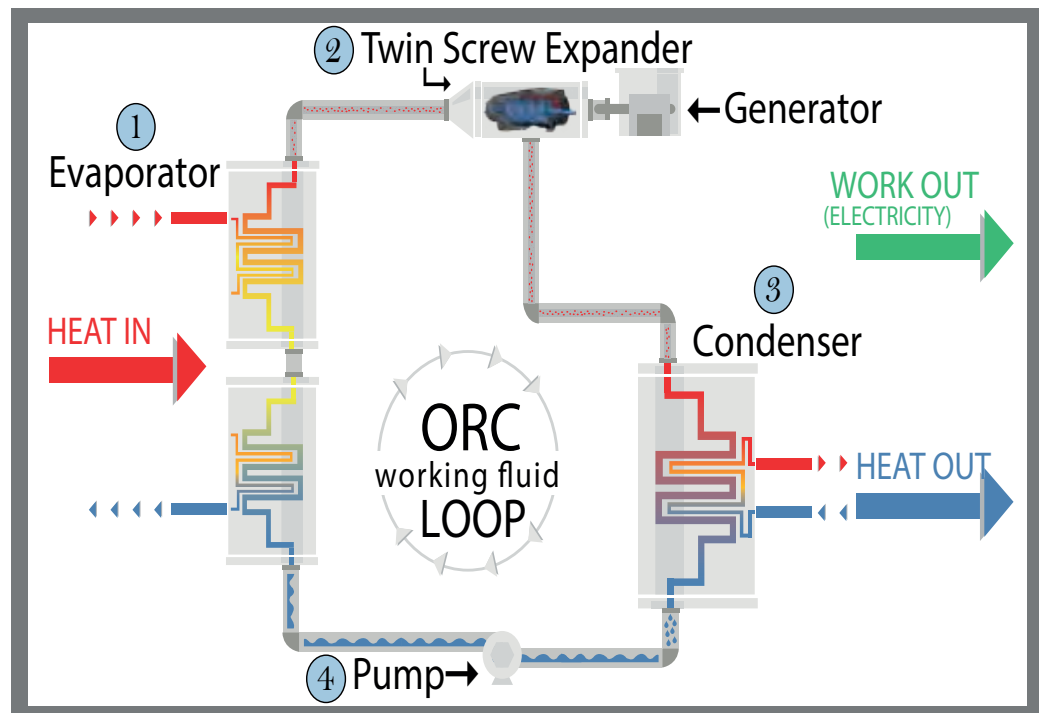 2 Twin Screw Expander
Generator
1
Evaporator
WORK OUT
(ELECTRICITY)
3
Condenser
HEAT IN
ORC
working fluid
LOOP
HEAT OUT
4 Pump